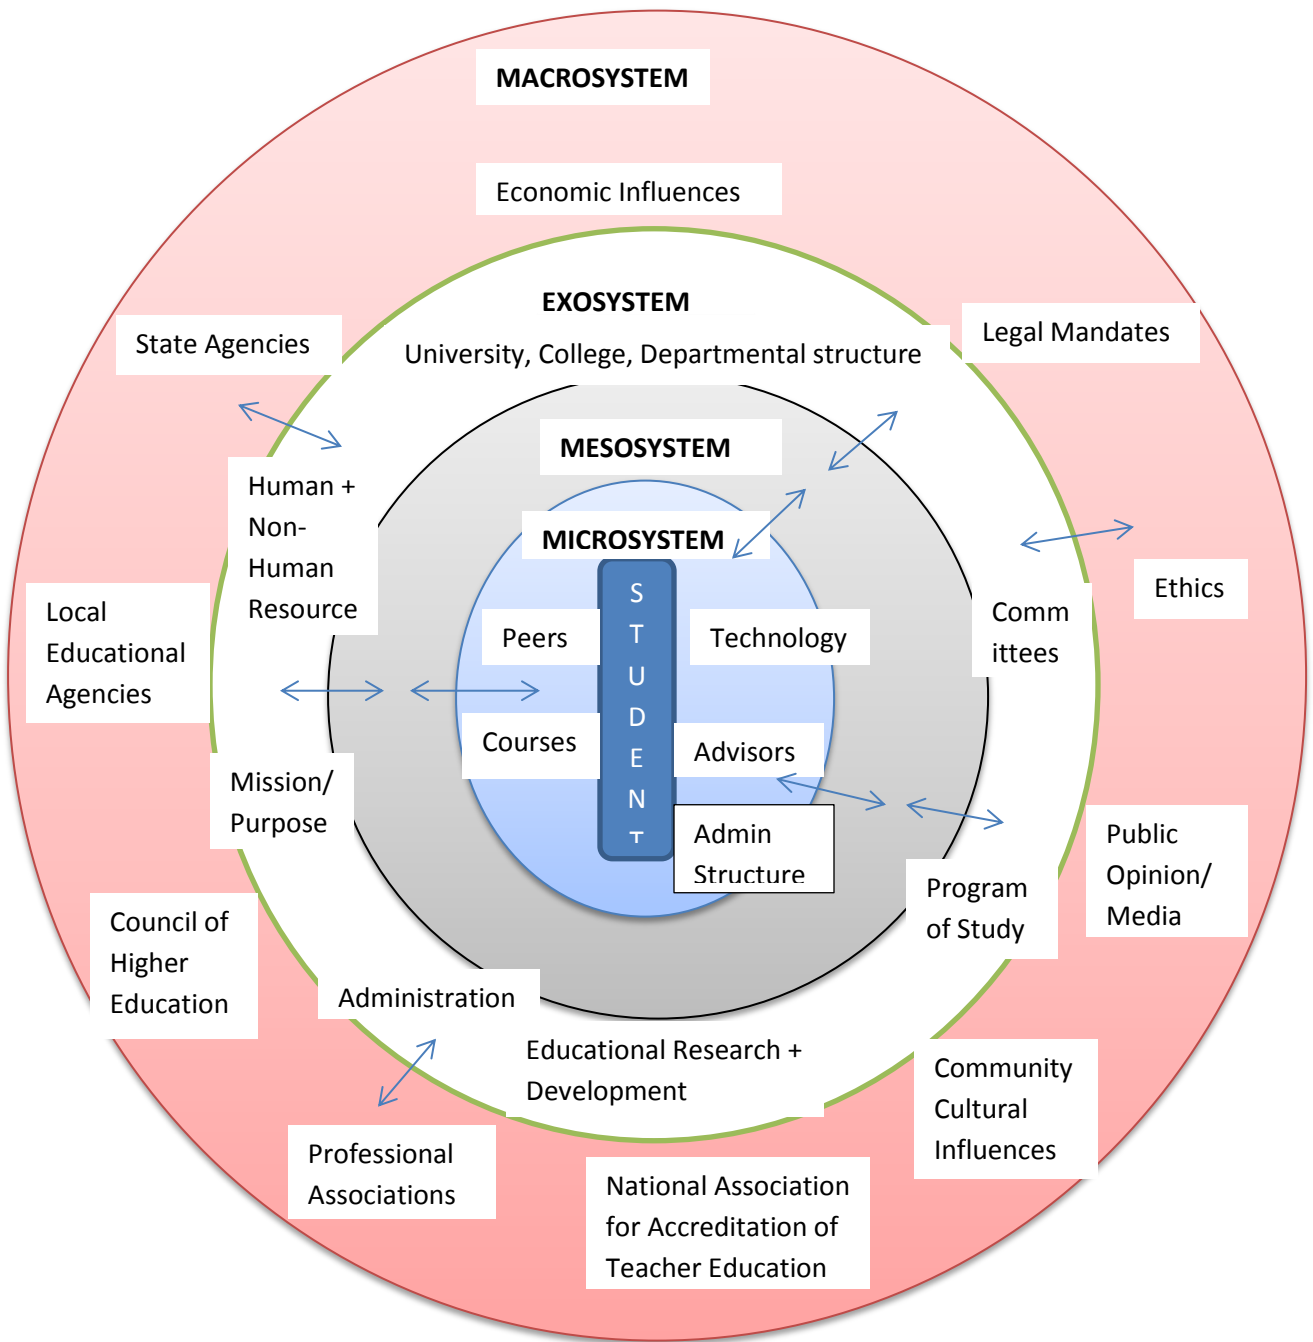 MACROSYSTEM
Economic Influences
EXOSYSTEM
University, College, Departmental structure
State Agencies
Legal Mandates
MESOSYSTEM
MICROSYSTEM
Human +
Non-
Human
Resource
Local
Educational
Agencies
Peers
Courses
S
T
U
D
E
N
T
Technology
Advisors
Admin
Structure
Comm
ittees
Ethics
Mission/
Purpose
Program
of Study
Public
Opinion/
Media
Council of
Higher
Education
Administration
Educational Research +
Development
Community
Cultural
Influences
Professional
Associations
National Association
for Accreditation of
Teacher Education